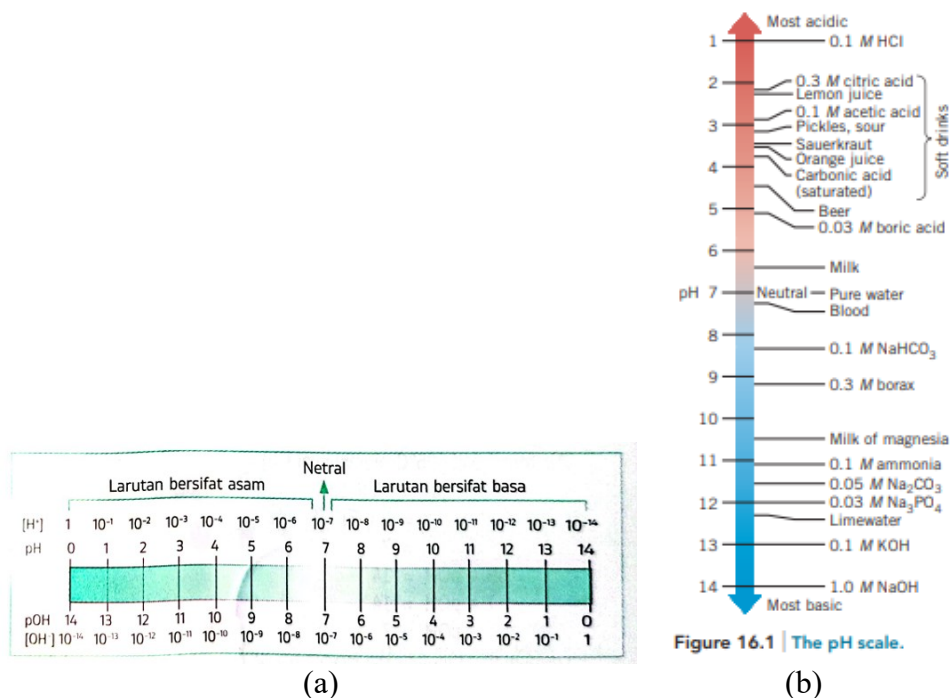 Netral
Larutan bersifat asam Larutan bersifat basa
[H⁺] 1 10⁻¹ 10⁻² 10⁻³ 10⁻⁴ 10⁻⁵ 10⁻⁶ 10⁻⁷ 10⁻⁸ 10⁻⁹ 10⁻¹⁰ 10⁻¹¹ 10⁻¹² 10⁻¹³ 10⁻¹⁴
pH 0 1 2 3 4 5 6 7 8 9 10 11 12 13 14
pOH 14 13 12 11 10 9 8 7 6 5 4 3 2 1 0
[OH⁻] 10⁻¹⁴ 10⁻¹³ 10⁻¹² 10⁻¹¹ 10⁻¹⁰ 10⁻⁹ 10⁻⁸ 10⁻⁷ 10⁻⁶ 10⁻⁵ 10⁻⁴ 10⁻³ 10⁻² 10⁻¹ 1
(a)
Most acidic
1 0.1 M HCl
2 0.3 M citric acid
Lemon juice
0.1 M acetic acid
3 Pickles, sour
Sauerkraut
Orange juice
4 Carbonic acid
(saturated)
Soft drinks
5 Beer
0.03 M boric acid
6
Milk
pH 7 Neutral Pure water
Blood
8
0.1 M NaHCO₃
9
0.3 M borax
10
Milk of magnesia
11 0.1 M ammonia
0.05 M Na₂CO₃
12 0.03 M Na₃PO₄
Limewater
13 0.1 M KOH
14 1.0 M NaOH
Most basic
Figure 16.1 | The pH scale.
(b)